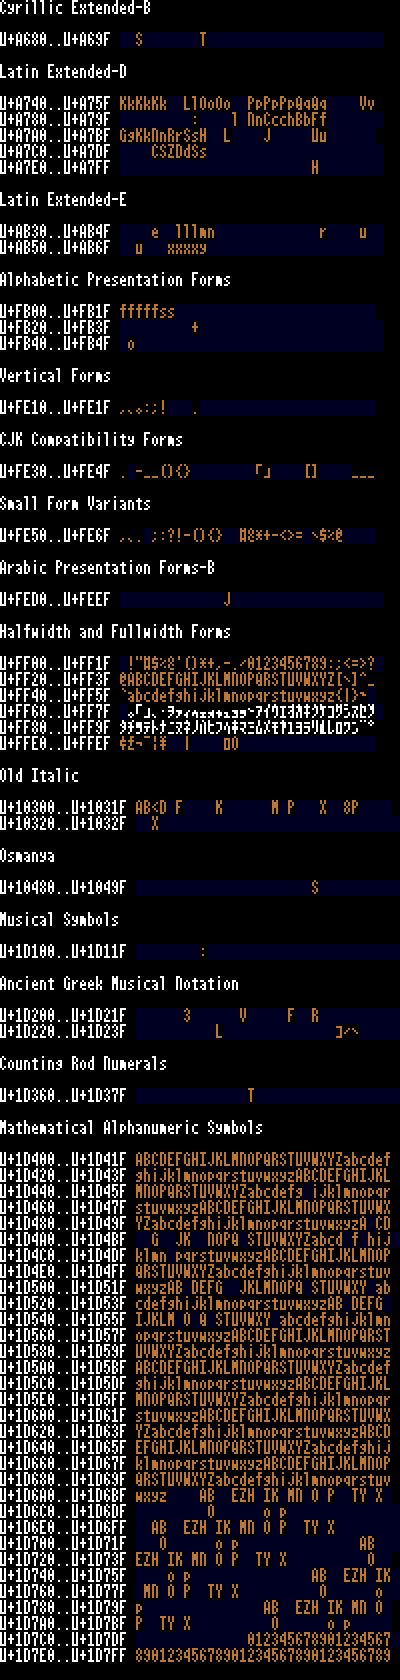 Cyrillic Extended-B
U+A680..U+A69F S T
Latin Extended-D
U+A740..U+A75F KkKkKk LlOoOo PpPpPpQqQq Vv
U+A780..U+A79F : l NnCcchBbFf
U+A7A0..U+A7BF GgKkNnRrSsH L J Uu
U+A7C0..U+A7DF CSZDdSs
U+A7E0..U+A7FF H
Latin Extended-E
U+AB30..U+AB4F e lllmn r u
U+AB50..U+AB6F u xxxxy
Alphabetic Presentation Forms
U+FB00..U+FB1F fffffss
U+FB20..U+FB3F +
U+FB40..U+FB4F o
Vertical Forms
U+FE10..U+FE1F ,、。:;! .
CJK Compatibility Forms
U+FE30..U+FE4F . -__(){} 「」 [] ___
Small Form Variants
U+FE50..U+FE6F ,、. ;:?!-(){} #&*+-<>= \$%@
Arabic Presentation Forms-B
U+FED0..U+FEEF J
Halfwidth and Fullwidth Forms
U+FF00..U+FF1F !"#$%&'()*+,-./0123456789:;<=>?
U+FF20..U+FF3F @ABCDEFGHIJKLMNOPQRSTUVWXYZ[\]^_
U+FF40..U+FF5F `abcdefghijklmnopqrstuvwxyz{|}~
U+FF60..U+FF7F ｡｢｣､･ｦｧｨｩｪｫｬｭｮｯｰｱｲｳｴｵｶｷｸｹｺｻｼｽｾｿ
U+FF80..U+FF9F ﾀﾁﾂﾃﾄﾅﾆﾇﾈﾉﾊﾋﾌﾍﾎﾏﾐﾑﾒﾓﾔﾕﾖﾗﾘﾙﾚﾛﾜﾝﾞﾟ
U+FFE0..U+FFEF ¢£¬¯¦¥ | □O
Old Italic
U+10300..U+1031F AB<D F K M P X 8P
U+10320..U+1032F X
Osmanya
U+10480..U+1049F S
Musical Symbols
U+1D100..U+1D11F :
Ancient Greek Musical Notation
U+1D200..U+1D21F 3 V F R
U+1D220..U+1D23F L ]/\
Counting Rod Numerals
U+1D360..U+1D37F T
Mathematical Alphanumeric Symbols
U+1D400..U+1D41F ABCDEFGHIJKLMNOPQRSTUVWXYZabcdef
U+1D420..U+1D43F ghijklmnopqrstuvwxyzABCDEFGHIJKL
U+1D440..U+1D45F MNOPQRSTUVWXYZabcdefg ijklmnopqr
U+1D460..U+1D47F stuvwxyzABCDEFGHIJKLMNOPQRSTUVWX
U+1D480..U+1D49F YZabcdefghijklmnopqrstuvwxyzA CD
U+1D4A0..U+1D4BF G JK NOPQ STUVWXYZabcd f hij
U+1D4C0..U+1D4DF klmn pqrstuvwxyzABCDEFGHIJKLMNOP
U+1D4E0..U+1D4FF QRSTUVWXYZabcdefghijklmnopqrstuv
U+1D500..U+1D51F wxyzAB DEFG JKLMNOPQ STUVWXY ab
U+1D520..U+1D53F cdefghijklmnopqrstuvwxyzAB DEFG
U+1D540..U+1D55F IJKLM O Q STUVWXY abcdefghijklmn
U+1D560..U+1D57F opqrstuvwxyzABCDEFGHIJKLMNOPQRST
U+1D580..U+1D59F UVWXYZabcdefghijklmnopqrstuvwxyz
U+1D5A0..U+1D5BF ABCDEFGHIJKLMNOPQRSTUVWXYZabcdef
U+1D5C0..U+1D5DF ghijklmnopqrstuvwxyzABCDEFGHIJKL
U+1D5E0..U+1D5FF MNOPQRSTUVWXYZabcdefghijklmnopqr
U+1D600..U+1D61F stuvwxyzABCDEFGHIJKLMNOPQRSTUVWX
U+1D620..U+1D63F YZabcdefghijklmnopqrstuvwxyzABCD
U+1D640..U+1D65F EFGHIJKLMNOPQRSTUVWXYZabcdefghij
U+1D660..U+1D67F klmnopqrstuvwxyzABCDEFGHIJKLMNOP
U+1D680..U+1D69F QRSTUVWXYZabcdefghijklmnopqrstuv
U+1D6A0..U+1D6BF wxyz AB EZH IK MN O P TY X
U+1D6C0..U+1D6DF O o p
U+1D6E0..U+1D6FF AB EZH IK MN O P TY X
U+1D700..U+1D71F O o p AB
U+1D720..U+1D73F EZH IK MN O P TY X O
U+1D740..U+1D75F o p AB EZH IK
U+1D760..U+1D77F MN O P TY X O o
U+1D780..U+1D79F p AB EZH IK MN O
U+1D7A0..U+1D7BF P TY X O o p
U+1D7C0..U+1D7DF 012345678901234567
U+1D7E0..U+1D7FF 89012345678901234567890123456789